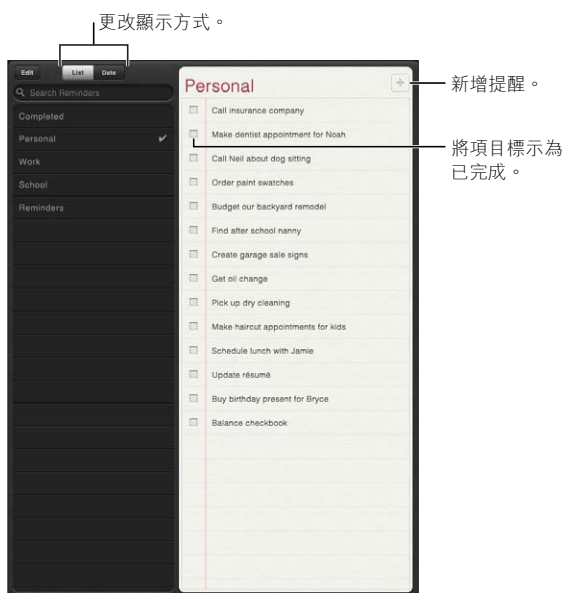 更改顯示方式。
Edit
List
Date
Search Reminders
Completed
Personal
Work
School
Reminders
Personal
Call insurance company
Make dentist appointment for Noah
Call Neil about dog sitting
Order paint swatches
Budget our backyard remodel
Find after school nanny
Create garage sale signs
Get oil change
Pick up dry cleaning
Make haircut appointments for kids
Schedule lunch with Jamie
Update résumé
Buy birthday present for Bryce
Balance checkbook
新增提醒。
將項目標示為
已完成。